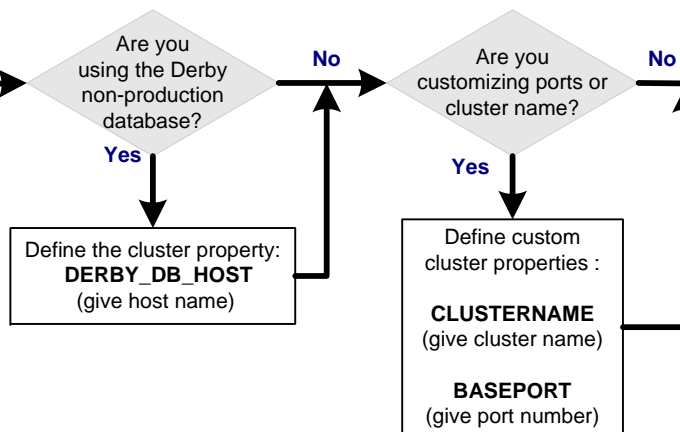 Are you
using the Derby
non-production
database?
No
Yes
Define the cluster property:
DERBY_DB_HOST
(give host name)
Are you
customizing ports or
cluster name?
No
Yes
Define custom
cluster properties :
CLUSTERNAME
(give cluster name)
BASEPORT
(give port number)